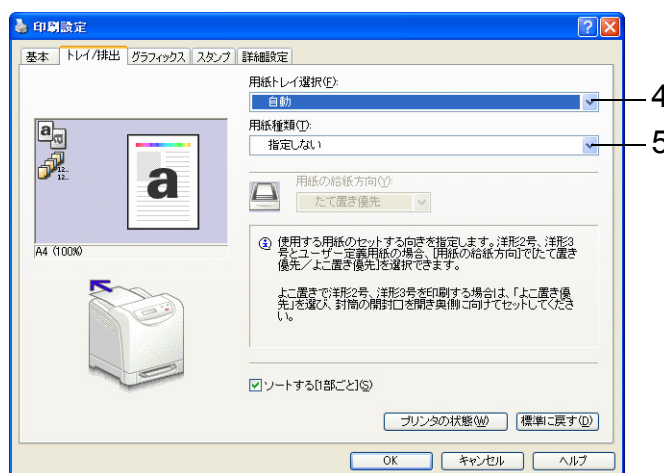 印刷設定
基本 トレイ/排出 グラフィックス スタンプ 詳細設定
用紙トレイ選択(F):
自動
4
用紙種類(T):
指定しない
5
用紙の給紙方向(Y):
たて置き優先
a
a
12..
12..
A4 (100%)
使用する用紙のセットする向きを指定します。洋形2号、洋形3
号とユーザー定義用紙の場合、[用紙の給紙方向]で[たて置き
優先/よこ置き優先]を選択できます。
よこ置きで洋形2号、洋形3号を印刷する場合は、「よこ置き優
先」を選び、封筒の開封口を開き奥側に向けてセットしてくださ
い。
ソートする[1部ごと](S)
プリンタの状態(W) 標準に戻す(D)
OK キャンセル ヘルプ